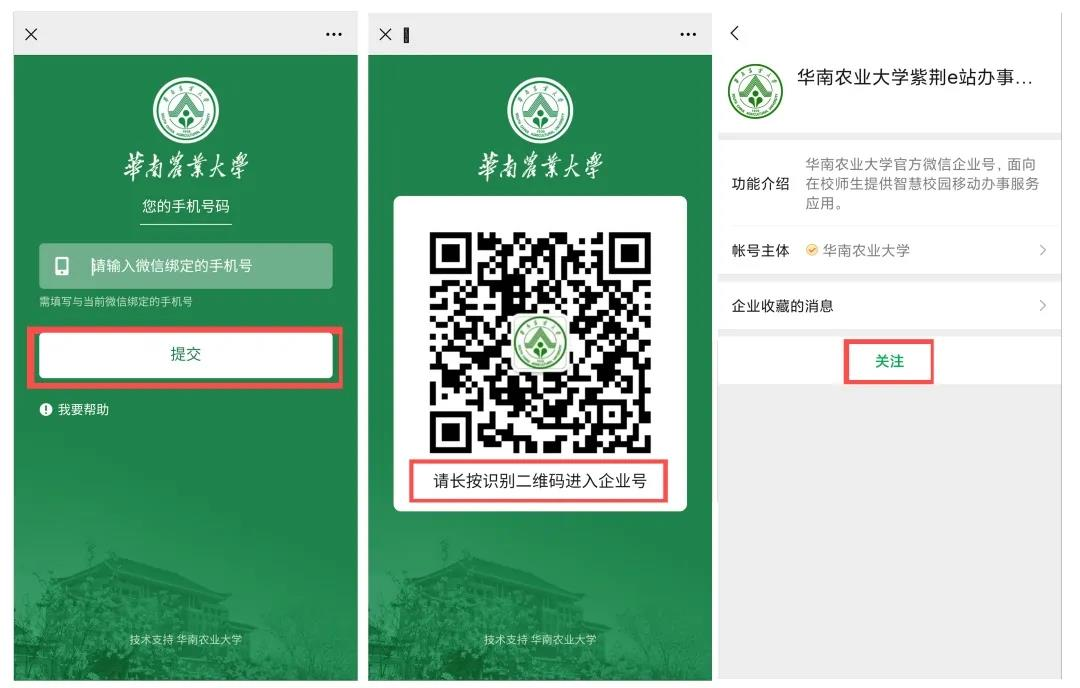 華南農業大學
您的手机号码
请输入微信绑定的手机号
需填写与当前微信绑定的手机号
提交
我要帮助
技术支持 华南农业大学
華南農業大學
请长按识别二维码进入企业号
技术支持 华南农业大学
华南农业大学紫荆e站办事...
功能介绍
华南农业大学官方微信企业号，面向
在校师生提供智慧校园移动办事服务
应用。
帐号主体
华南农业大学
企业收藏的消息
关注